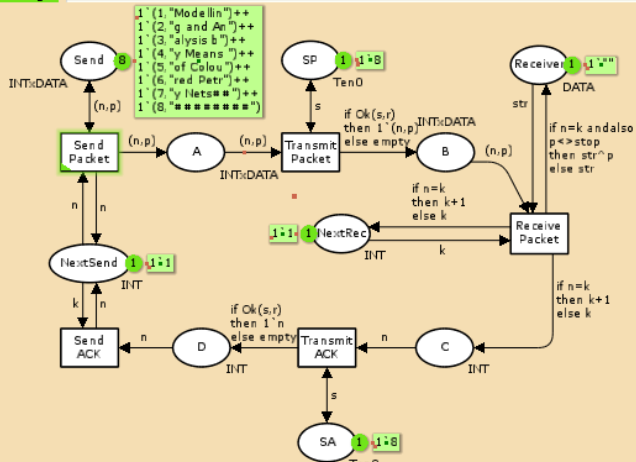 1`(1,"Modellin")++
1`(2,"g and An")++
1`(3,"alysis b")++
1`(4,"y Means ")++
1`(5,"of Colou")++
1`(6,"red Petr")++
1`(7,"y Nets##")++
1`(8,"########")
Send
8
INTxDATA
(n,p)
SP
1
1`8
Ten0
s
Receiver
1
1`""
DATA
str
if n=k andalso
p<>stop
then str^p
else str
Send
Packet
(n,p)
A
INTxDATA
(n,p)
Transmit
Packet
if Ok(s,r)
then 1`(n,p)
else empty
INTxDATA
B
(n,p)
n
n
if n=k
then k+1
else k
1`1
1
NextRec
INT
k
Receive
Packet
NextSend
1
1`1
INT
k
n
if n=k
then k+1
else k
Send
ACK
n
D
INT
if Ok(s,r)
then 1`n
else empty
Transmit
ACK
n
C
INT
s
SA
1
1`8